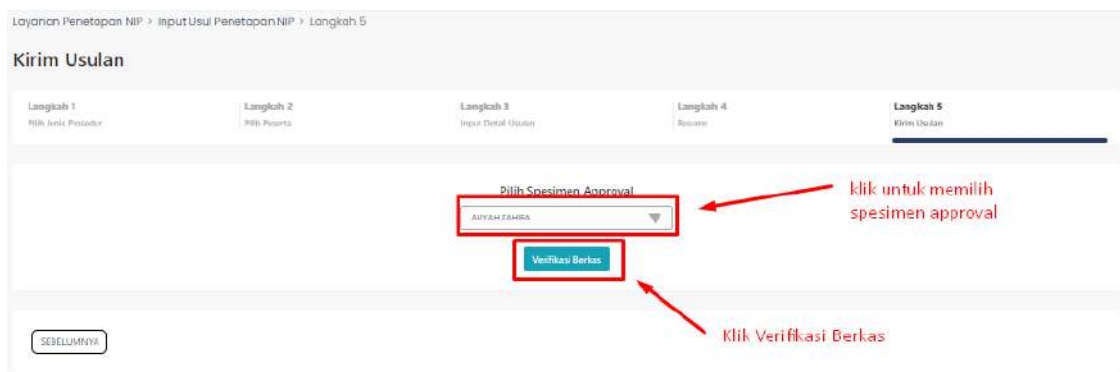 Layanan Penetapan NIP > Input Usul Penetapan NIP > Langkah 5
Kirim Usulan
Langkah 1
Pilih Jenis Prosedur
Langkah 2
Pilih Peserta
Langkah 3
Input Detail Usulan
Langkah 4
Resume
Langkah 5
Kirim Usulan
Pilih Spesimen Approval
klik untuk memilih
spesimen approval
Verifikasi Berkas
Klik Verifikasi Berkas
SEBELUMNYA